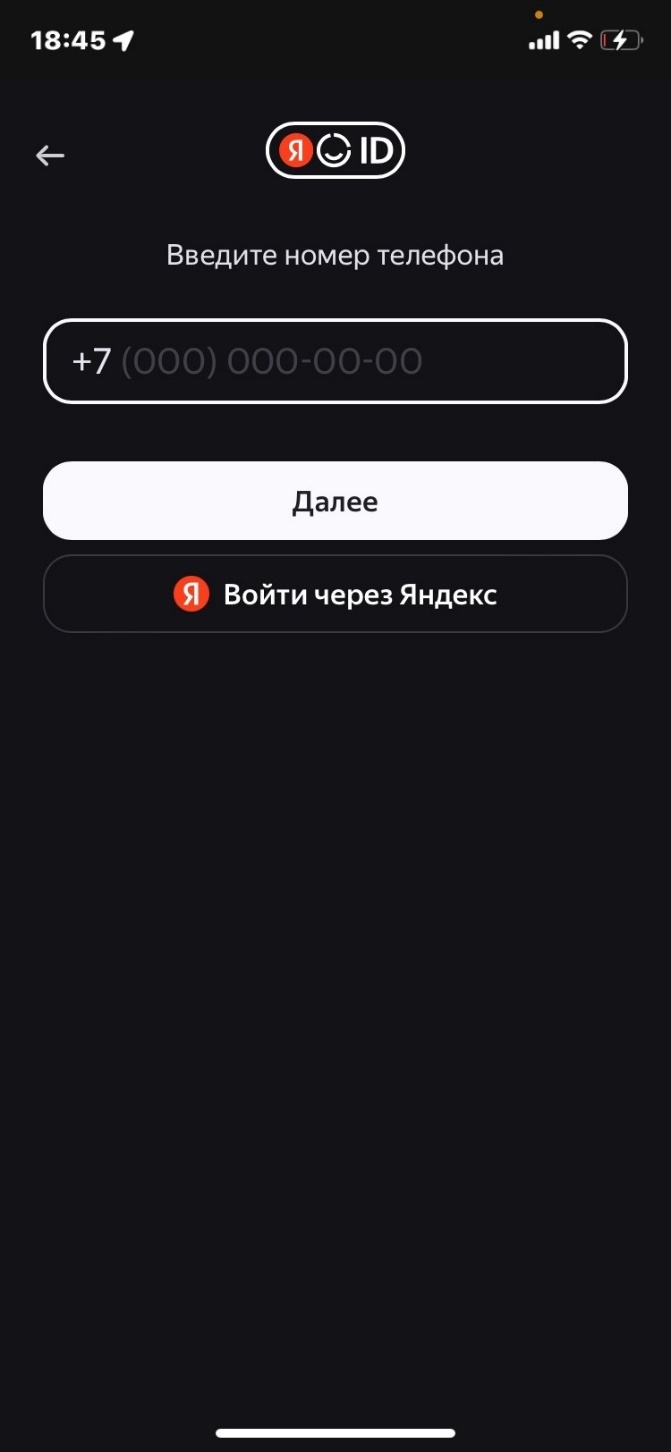 18:45
Я ID
Введите номер телефона
+7 (000) 000-00-00
Далее
Я Войти через Яндекс